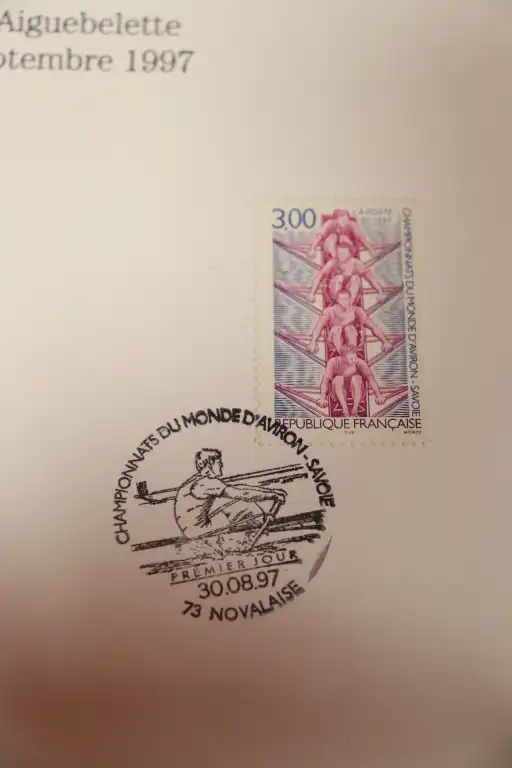 Aiguebelette
ptembre 1997
3,00
LA POSTE
1997
CHAMPIONNATS DU MONDE D'AVIRON - SAVOIE
RÉPUBLIQUE FRANÇAISE
CHAMPIONNATS DU MONDE D'AVIRON - SAVOIE
PREMIER JOUR
30.08.97
73 NOVALAISE